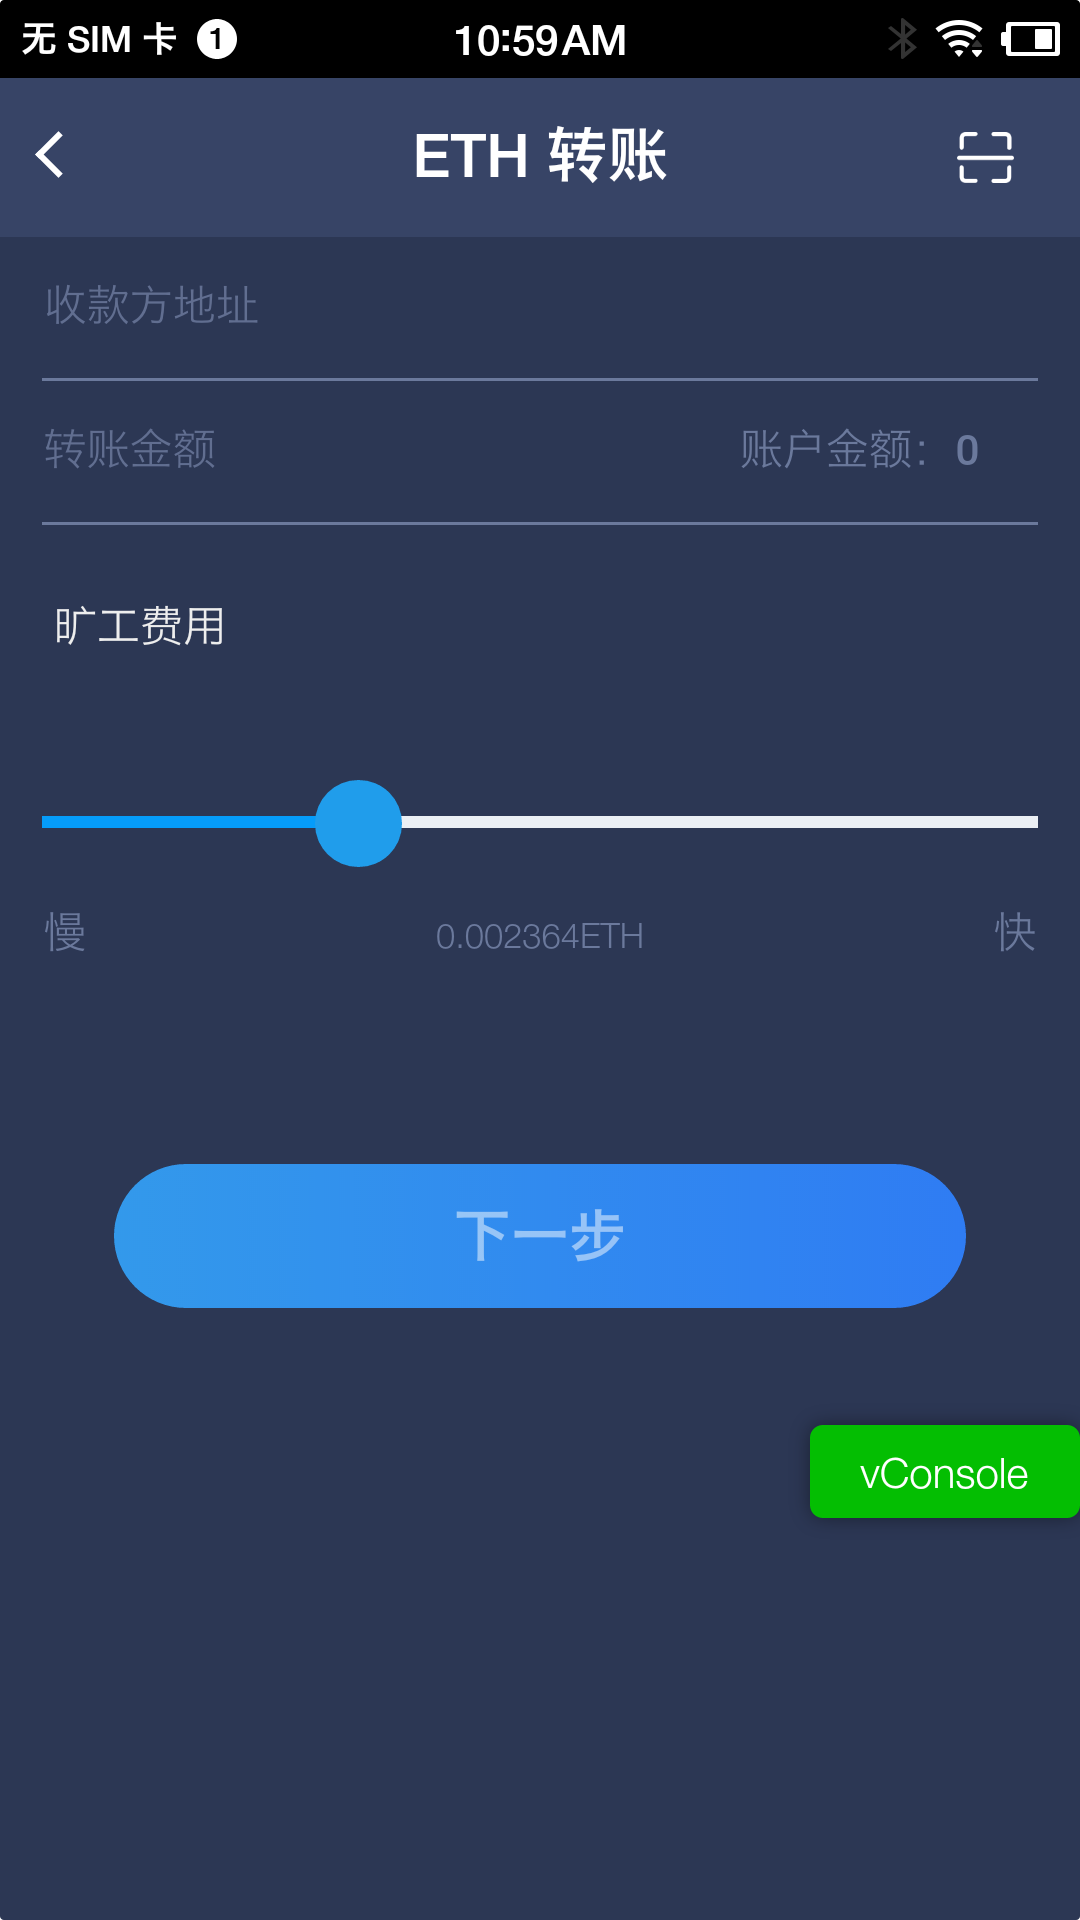 无 SIM 卡 1 10:59AM
ETH 转账
收款方地址
转账金额 账户金额：0
旷工费用
慢 0.002364ETH 快
下一步
vConsole